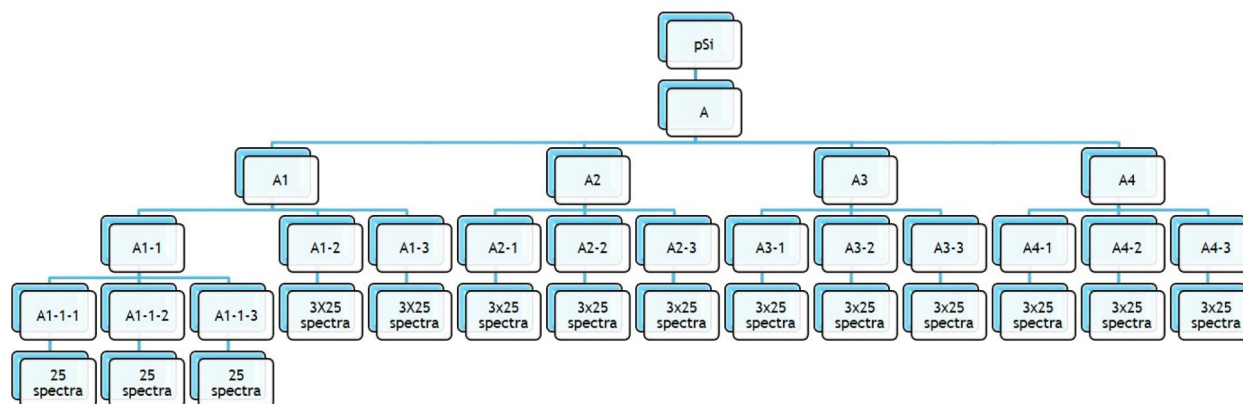 pSi
A
A1
A2
A3
A4
A1-1
A1-2
A1-3
A2-1
A2-2
A2-3
A3-1
A3-2
A3-3
A4-1
A4-2
A4-3
A1-1-1
A1-1-2
A1-1-3
3X25
spectra
3X25
spectra
3x25
spectra
3x25
spectra
3x25
spectra
3x25
spectra
3x25
spectra
3x25
spectra
3x25
spectra
3x25
spectra
3x25
spectra
25
spectra
25
spectra
25
spectra